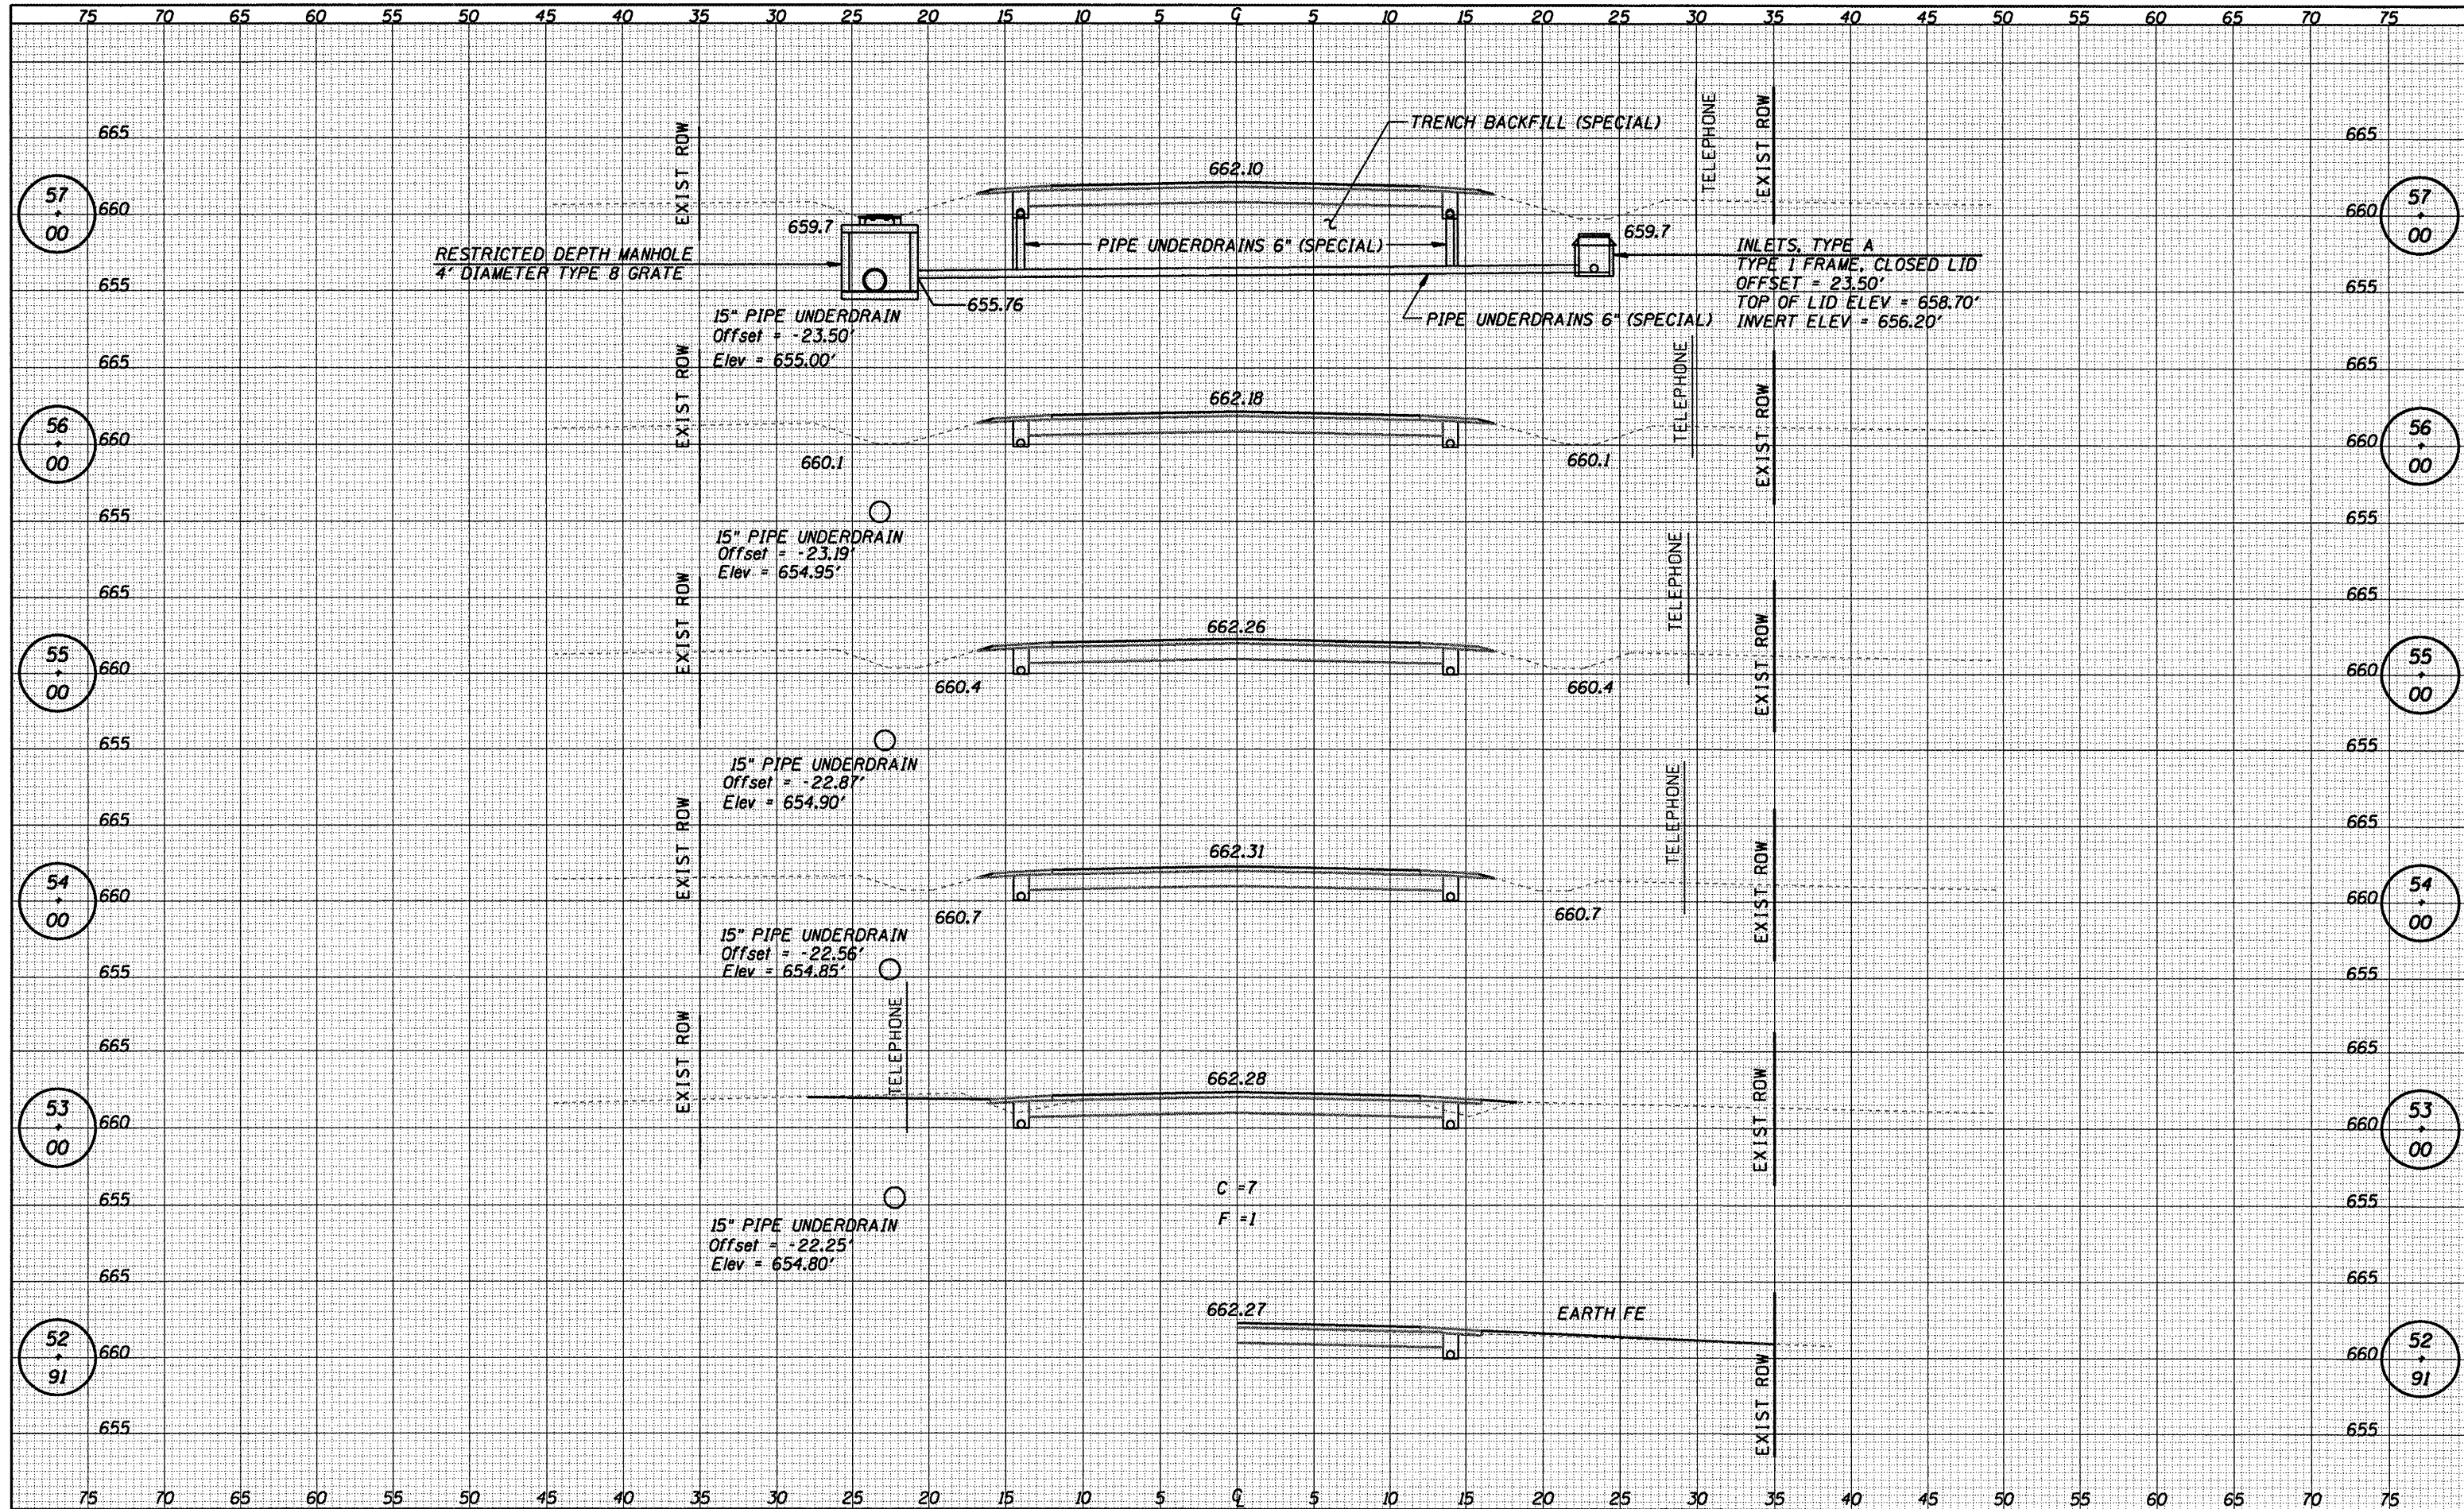 75 70 65 60 55 50 45 40 35 30 25 20 15 10 5 ℄ 5 10 15 20 25 30 35 40 45 50 55 60 65 70 75
TELEPHONE
EXIST ROW
EXIST ROW
TRENCH BACKFILL (SPECIAL)
665
665
662.10
57
+
00
660
660
57
+
00
659.7
659.7
PIPE UNDERDRAINS 6" (SPECIAL)
RESTRICTED DEPTH MANHOLE
4' DIAMETER TYPE 8 GRATE
INLETS, TYPE A
TYPE 1 FRAME, CLOSED LID
OFFSET = 23.50'
TOP OF LID ELEV = 658.70'
INVERT ELEV = 656.20'
655
655
655.76
PIPE UNDERDRAINS 6" (SPECIAL)
15" PIPE UNDERDRAIN
Offset = -23.50'
Elev = 655.00'
665
665
EXIST ROW
TELEPHONE
EXIST ROW
662.18
56
+
00
660
660
56
+
00
660.1
660.1
655
655
15" PIPE UNDERDRAIN
Offset = -23.19'
Elev = 654.95'
TELEPHONE
665
665
EXIST ROW
EXIST ROW
662.26
55
+
00
660
660
55
+
00
660.4
660.4
655
655
15" PIPE UNDERDRAIN
Offset = -22.87'
Elev = 654.90'
TELEPHONE
665
665
EXIST ROW
EXIST ROW
662.31
54
+
00
660
660
54
+
00
660.7
660.7
15" PIPE UNDERDRAIN
Offset = -22.56'
Elev = 654.85'
655
655
TELEPHONE
EXIST ROW
665
665
EXIST ROW
662.28
53
+
00
660
660
53
+
00
C =7
F =1
655
655
15" PIPE UNDERDRAIN
Offset = -22.25'
Elev = 654.80'
665
665
662.27
EARTH FE
52
+
91
660
660
52
+
91
EXIST ROW
655
655
75 70 65 60 55 50 45 40 35 30 25 20 15 10 5 ℄ 5 10 15 20 25 30 35 40 45 50 55 60 65 70 75